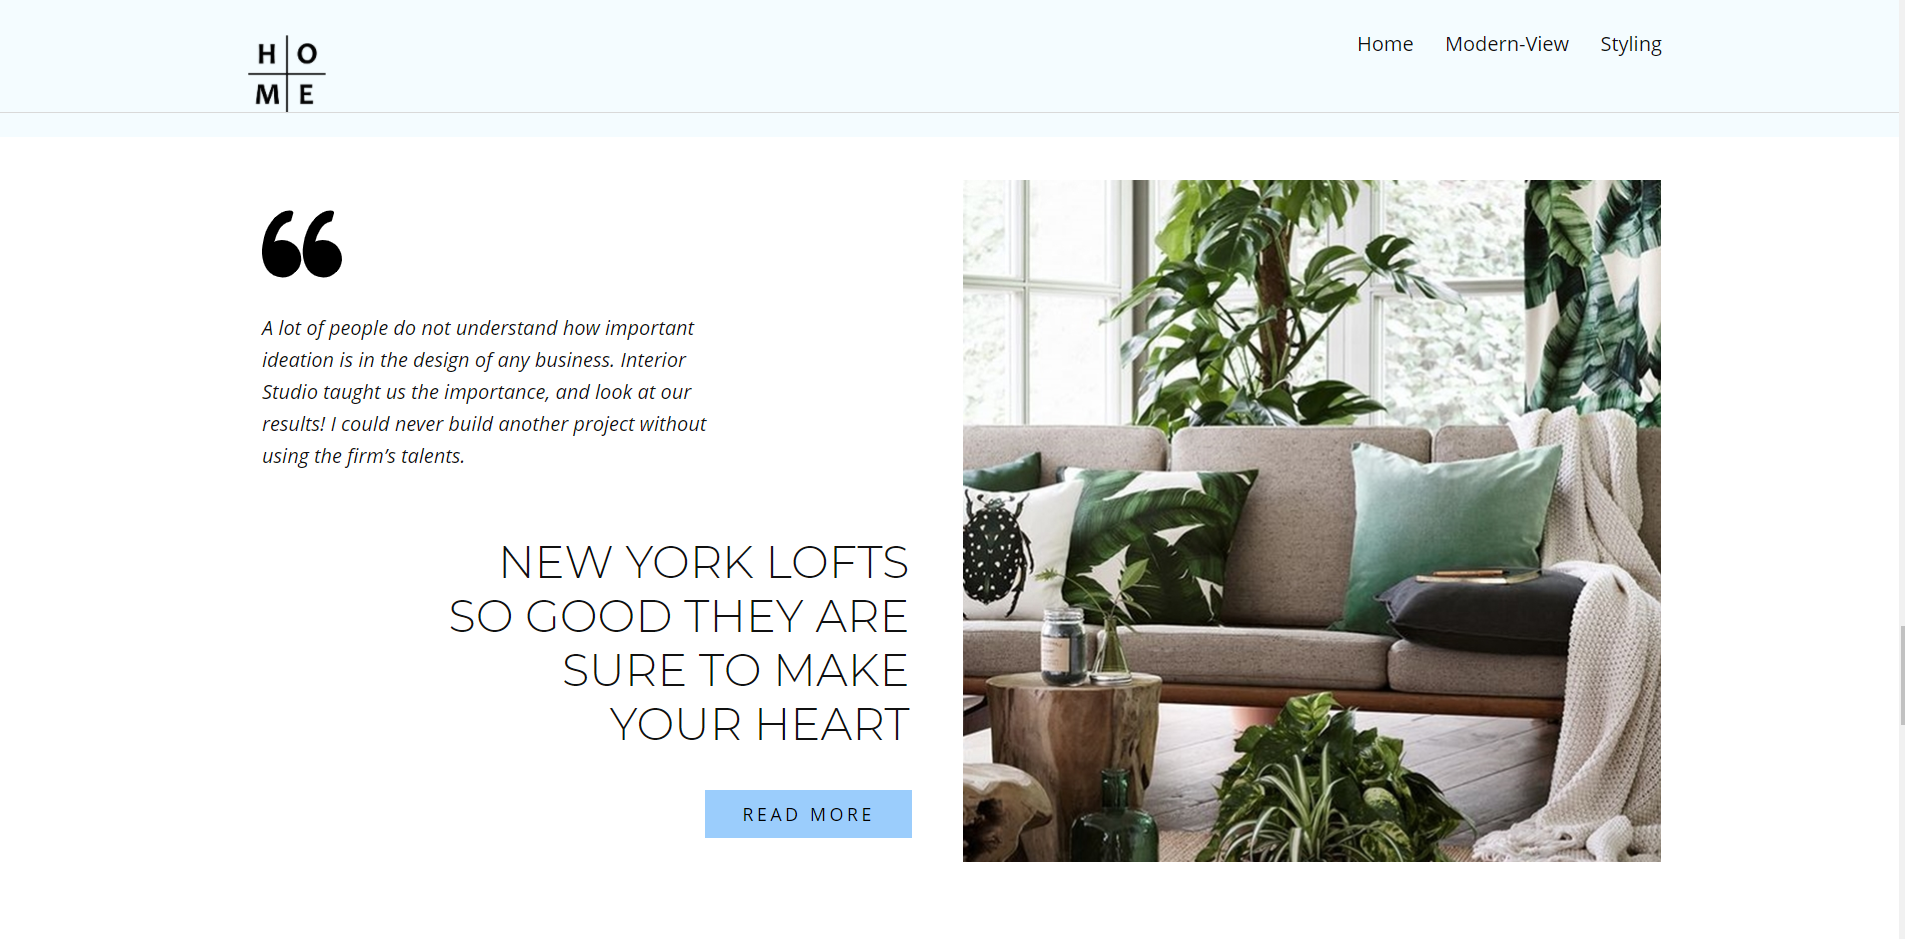 H O
M E
Home Modern-View Styling
“
A lot of people do not understand how important
ideation is in the design of any business. Interior
Studio taught us the importance, and look at our
results! I could never build another project without
using the firm’s talents.
NEW YORK LOFTS
SO GOOD THEY ARE
SURE TO MAKE
YOUR HEART
READ MORE